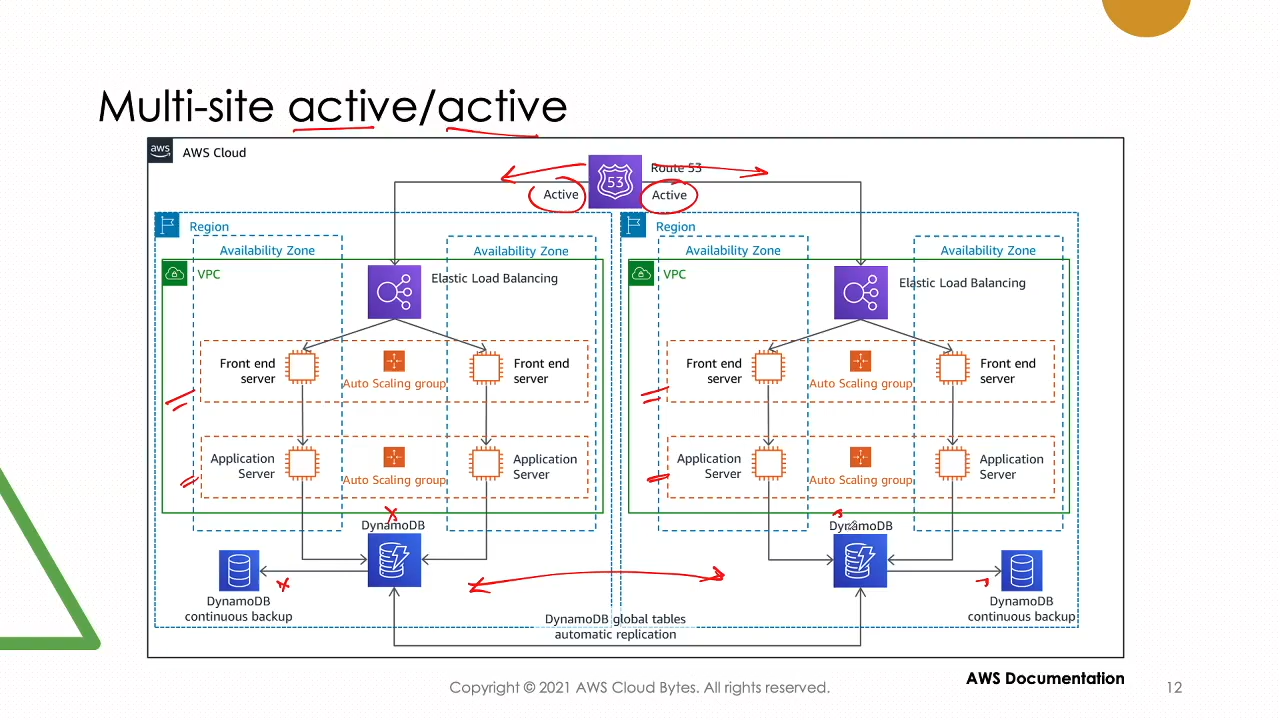 Multi-site active/active
aws
AWS Cloud
Route 53
53
Active
Active
Region
Availability Zone
Availability Zone
VPC
Elastic Load Balancing
Front end
server
Auto Scaling group
Front end
server
Application
Server
Auto Scaling group
Application
Server
DynamoDB
DynamoDB
continuous backup
Region
Availability Zone
Availability Zone
VPC
Elastic Load Balancing
Front end
server
Auto Scaling group
Front end
server
Application
Server
Auto Scaling group
Application
Server
DynamoDB
DynamoDB
continuous backup
DynamoDB global tables
automatic replication
AWS Documentation
Copyright © 2021 AWS Cloud Bytes. All rights reserved.
12